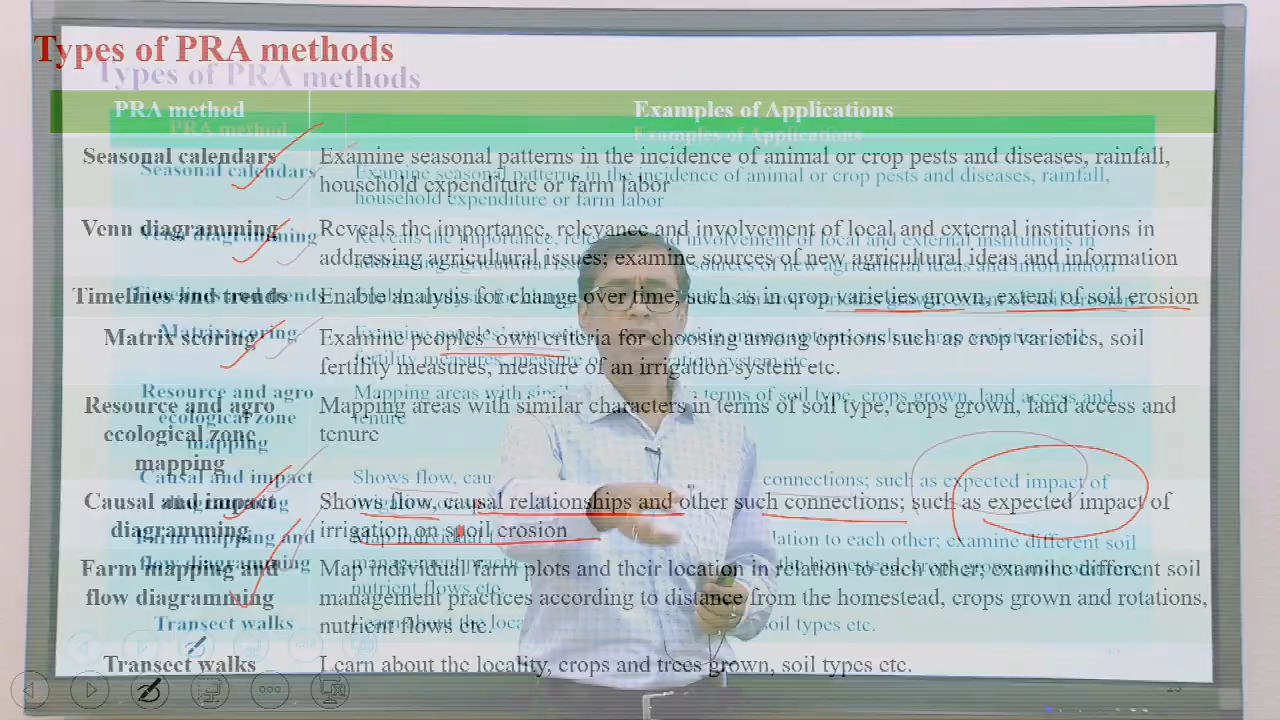 Types of PRA methods
PRA method Examples of Applications
Seasonal calendars Examine seasonal patterns in the incidence of animal or crop pests and diseases, rainfall,
household expenditure or farm labor
Venn diagramming Reveals the importance, relevance and involvement of local and external institutions in
addressing agricultural issues; examine sources of new agricultural ideas and information
Timelines and trends Enable analysis for change over time, such as in crop varieties grown, extent of soil erosion
Matrix scoring Examine peoples' own criteria for choosing among options such as crop varieties, soil
fertility measures, measure of an irrigation system etc.
Resource and agro Mapping areas with similar characters in terms of soil type, crops grown, land access and
ecological zone tenure
mapping
Causal and impact Shows flow, causal relationships and other such connections; such as expected impact of
diagramming irrigation on spoil erosion
Farm mapping and Map individual farm plots and their location in relation to each other; examine different soil
flow diagramming management practices according to distance from the homestead, crops grown and rotations,
nutrient flows etc.
Transect walks Learn about the locality, crops and trees grown, soil types etc.